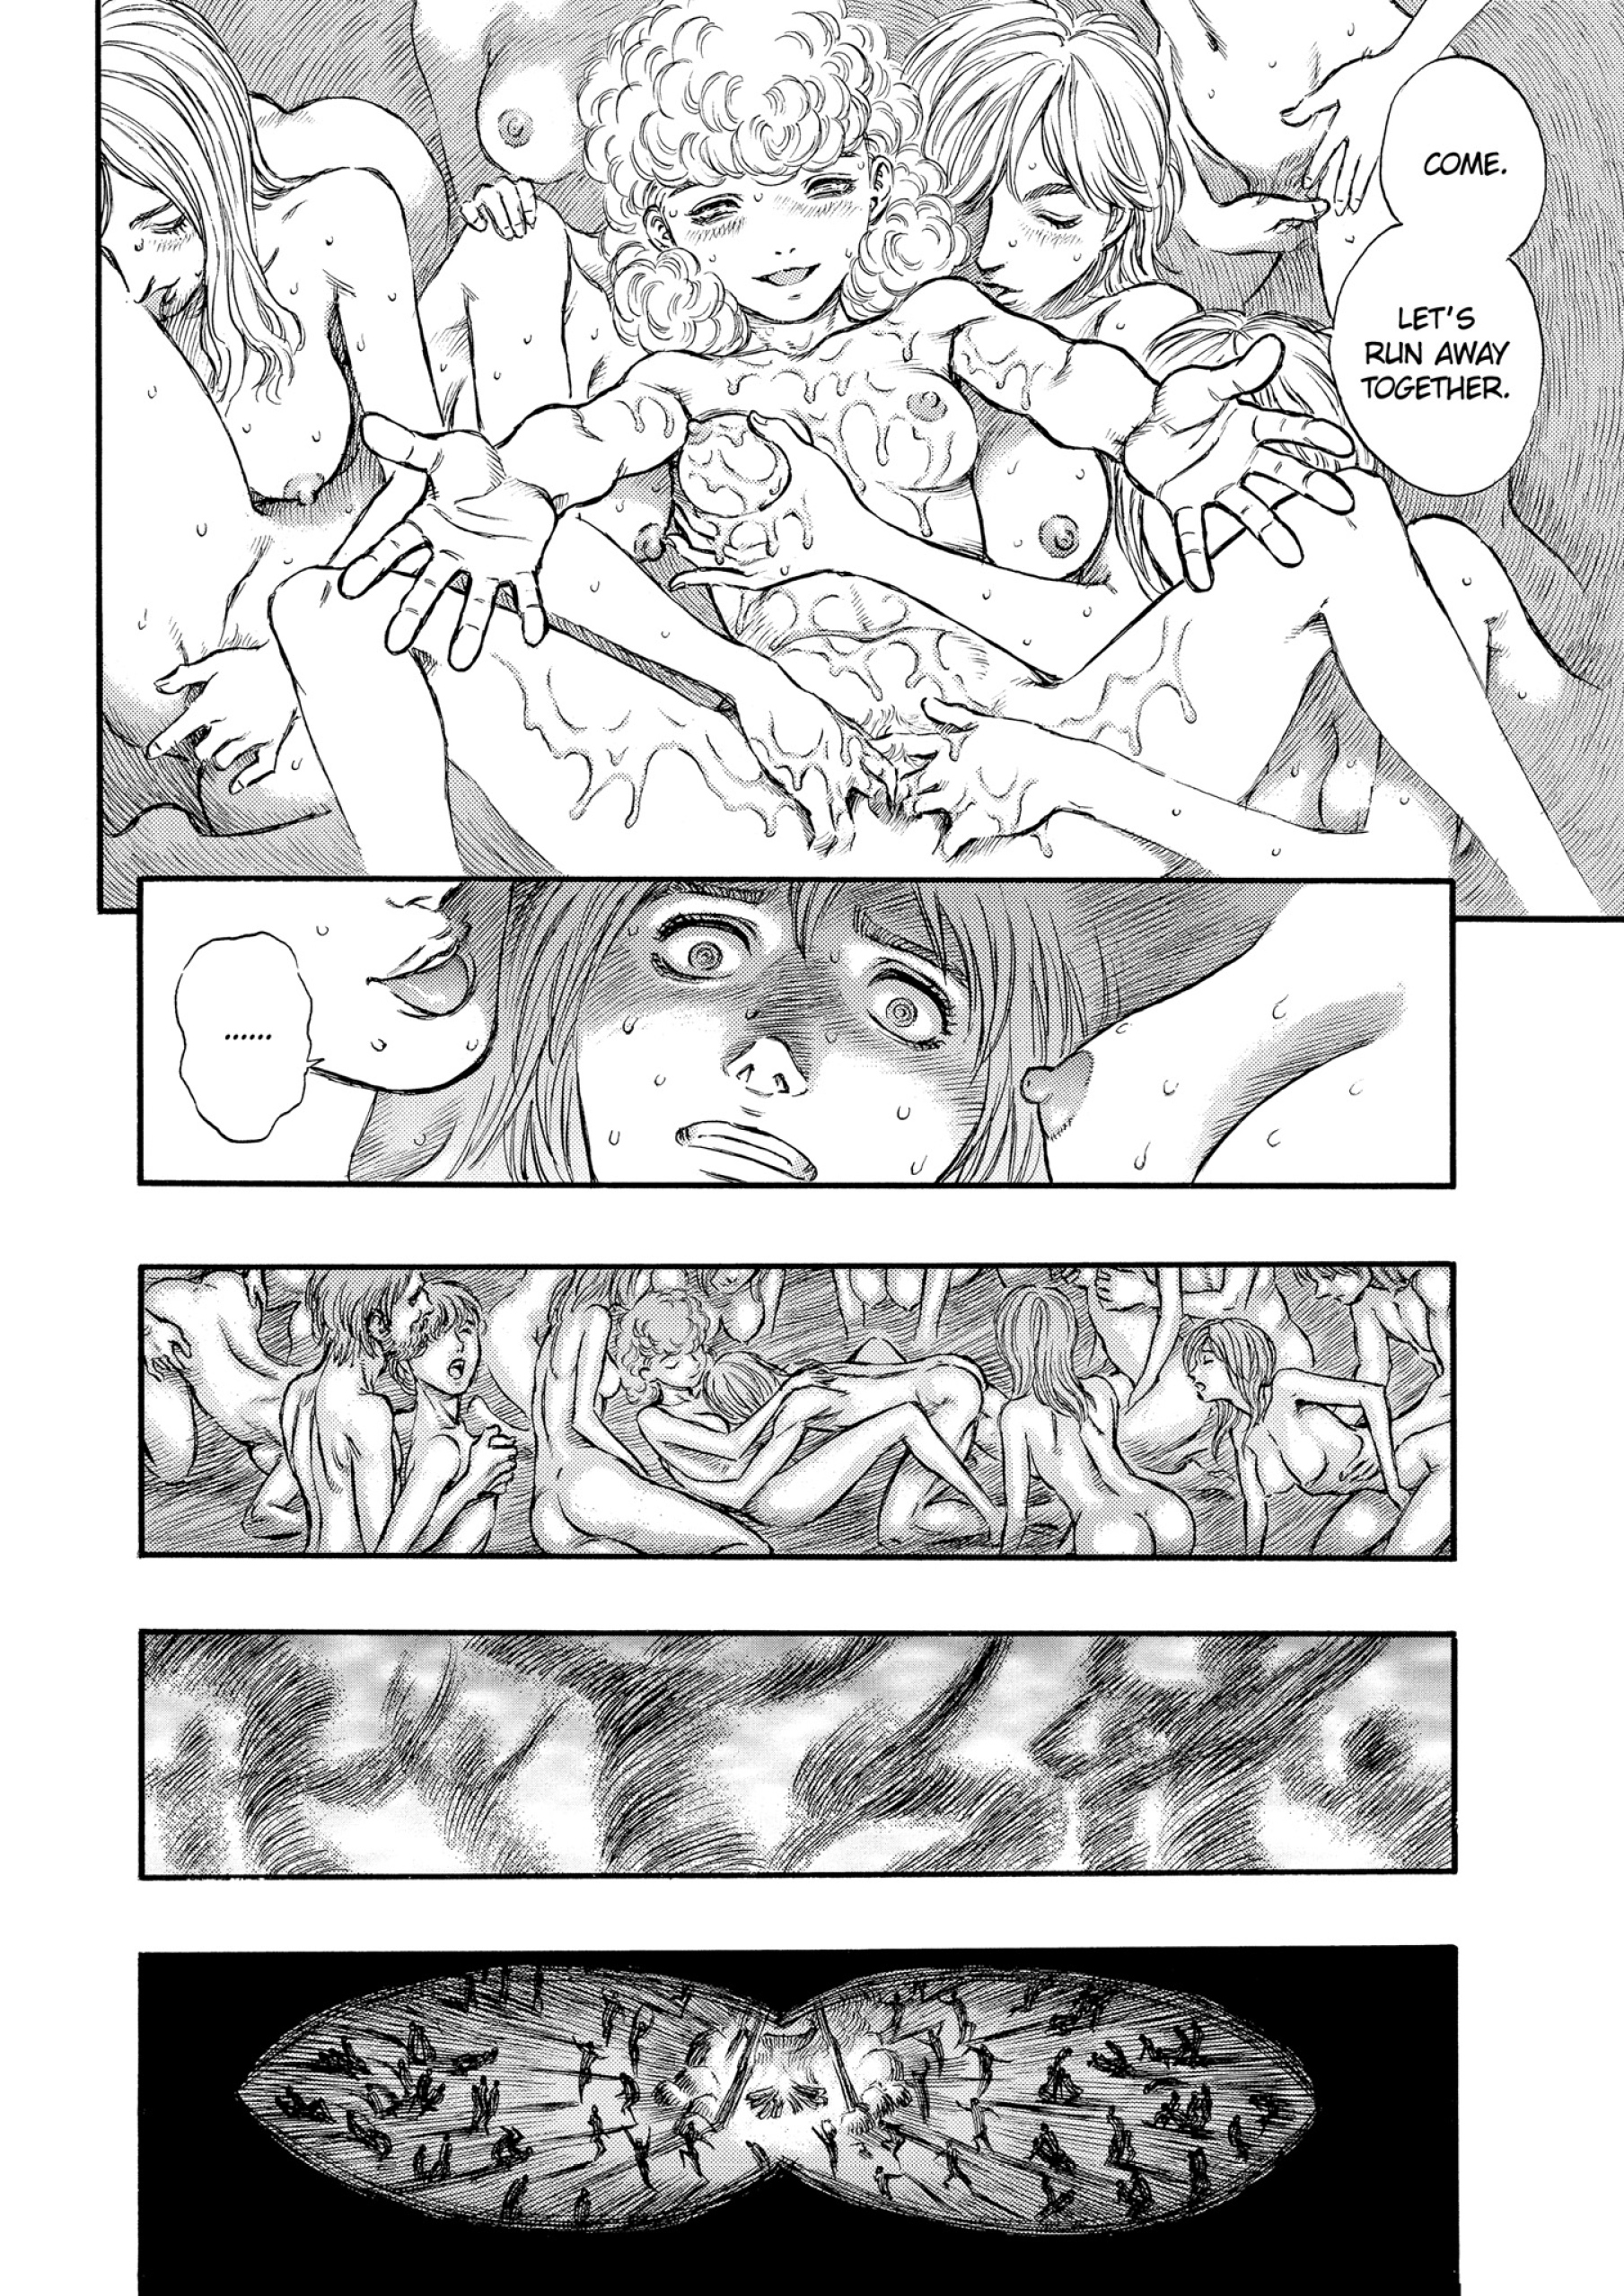 COME.
LET'S
RUN AWAY
TOGETHER.
......